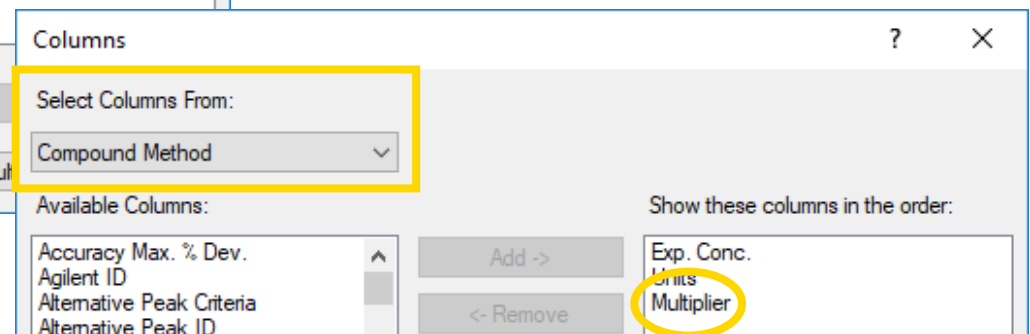 Columns
?
Select Columns From:
Compound Method
Available Columns:
Show these columns in the order:
Accuracy Max. % Dev.
Agilent ID
Alternative Peak Criteria
Alternative Peak ID
Add ->
<- Remove
Exp. Conc.
Units
Multiplier